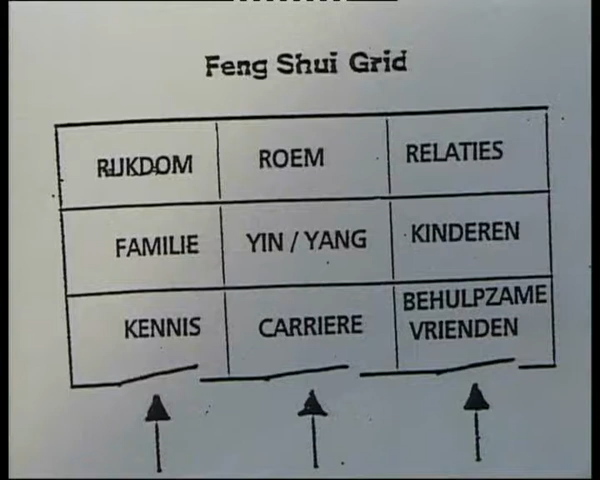 Feng Shui Grid
RIJKDOM
ROEM
RELATIES
FAMILIE
YIN / YANG
KINDEREN
KENNIS
CARRIERE
BEHULPZAME
VRIENDEN